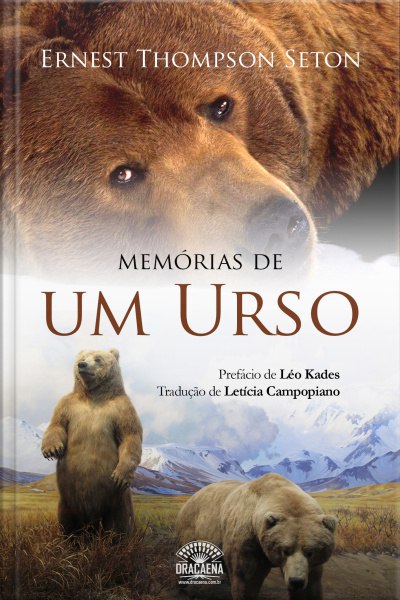 ERNEST THOMPSON SETON
MEMÓRIAS DE
UM URSO
Prefácio de Léo Kades
Tradução de Letícia Campopiano
DRACAENA
www.dracaena.com.br